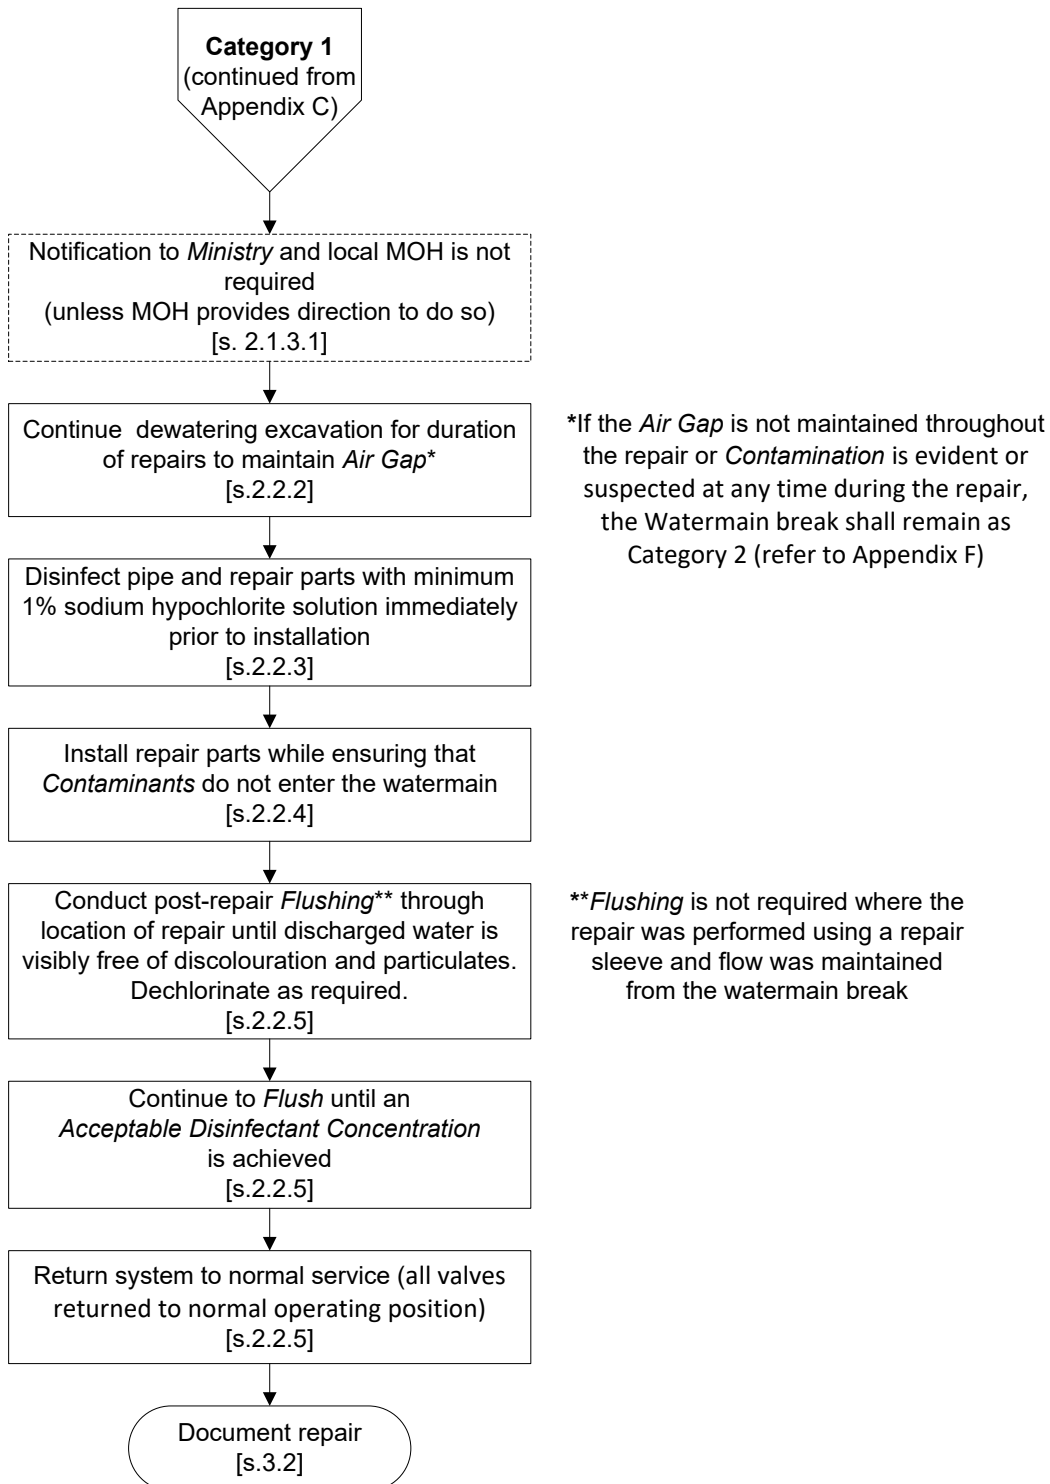 Category 1
(continued from
Appendix C)
Notification to Ministry and local MOH is not
required
(unless MOH provides direction to do so)
[s. 2.1.3.1]
Continue dewatering excavation for duration
of repairs to maintain Air Gap*
[s.2.2.2]
*If the Air Gap is not maintained throughout
the repair or Contamination is evident or
suspected at any time during the repair,
the Watermain break shall remain as
Category 2 (refer to Appendix F)
Disinfect pipe and repair parts with minimum
1% sodium hypochlorite solution immediately
prior to installation
[s.2.2.3]
Install repair parts while ensuring that
Contaminants do not enter the watermain
[s.2.2.4]
Conduct post-repair Flushing** through
location of repair until discharged water is
visibly free of discolouration and particulates.
Dechlorinate as required.
[s.2.2.5]
**Flushing is not required where the
repair was performed using a repair
sleeve and flow was maintained
from the watermain break
Continue to Flush until an
Acceptable Disinfectant Concentration
is achieved
[s.2.2.5]
Return system to normal service (all valves
returned to normal operating position)
[s.2.2.5]
Document repair
[s.3.2]